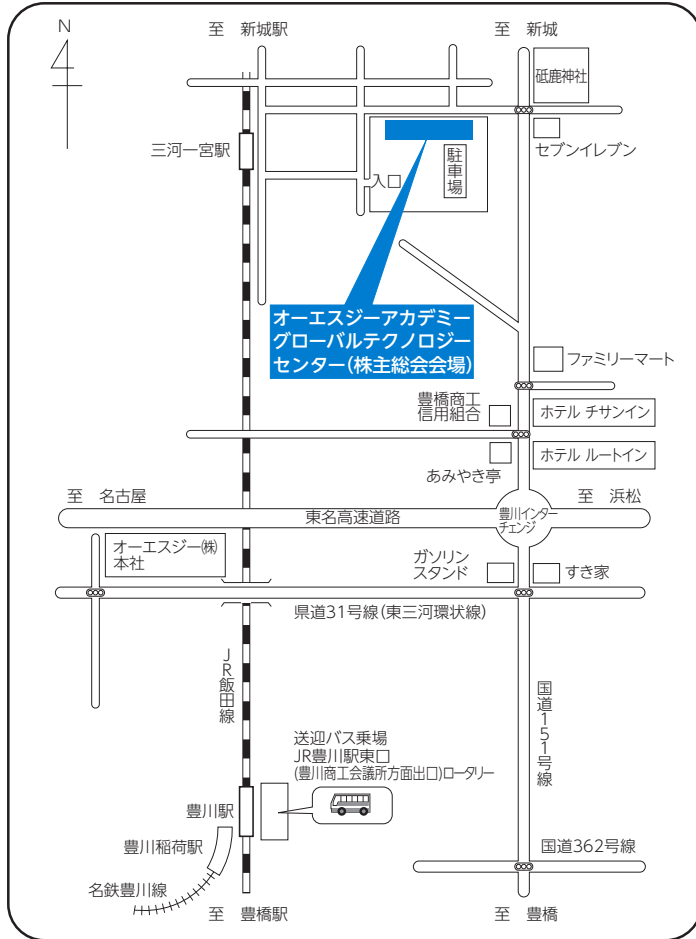 N
至 新城駅
至 新城
砥鹿神社
三河一宮駅
セブンイレブン
駐車場
入口
オーエスジーアカデミー
グローバルテクノロジー
センター(株主総会会場)
ファミリーマート
豊橋商工
信用組合
ホテル チサンイン
あみやき亭
ホテル ルートイン
至 名古屋
東名高速道路
豊川インター
チェンジ
至 浜松
オーエスジー㈱
本社
ガソリン
スタンド
すき家
県道31号線(東三河環状線)
JR飯田線
国道151号線
送迎バス乗場
JR豊川駅東口
(豊川商工会議所方面出口)ロータリー
豊川駅
豊川稲荷駅
国道362号線
名鉄豊川線
至 豊橋駅
至 豊橋